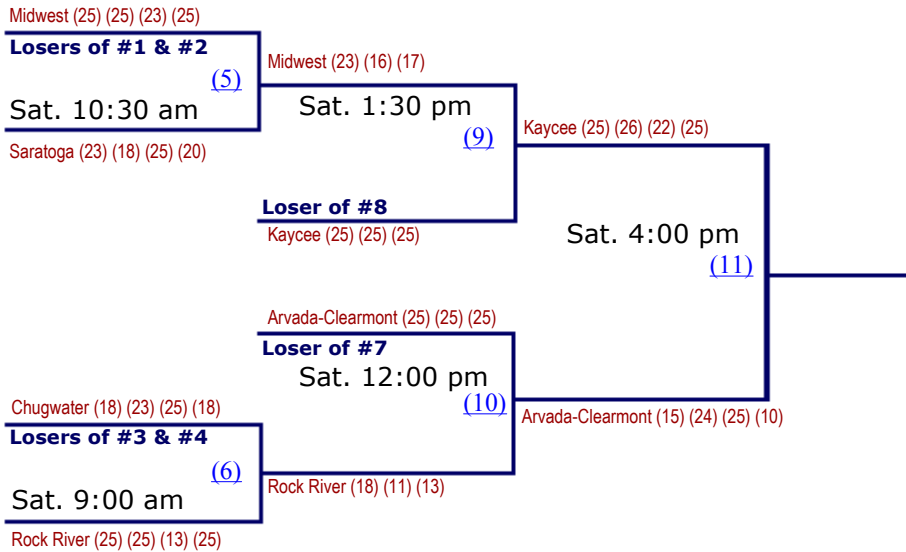 Midwest (25) (25) (23) (25)
Losers of #1 & #2
(5)
Sat. 10:30 am
Saratoga (23) (18) (25) (20)
Midwest (23) (16) (17)
Sat. 1:30 pm
(9)
Loser of #8
Kaycee (25) (25) (25)
Kaycee (25) (26) (22) (25)
Sat. 4:00 pm
(11)
Arvada-Clearmont (25) (25) (25)
Loser of #7
Sat. 12:00 pm
(10)
Arvada-Clearmont (15) (24) (25) (10)
Chugwater (18) (23) (25) (18)
Losers of #3 & #4
(6)
Sat. 9:00 am
Rock River (25) (25) (13) (25)
Rock River (18) (11) (13)